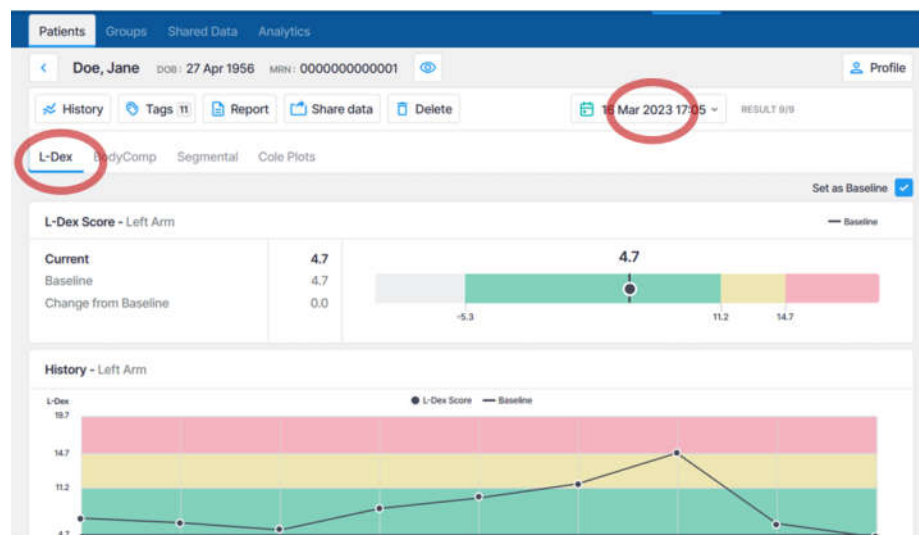 Patients Groups Shared Data Analytics
Doe, Jane DOB: 27 Apr 1956 MRN: 0000000000001 Profile
History Tags 11 Report Share data Delete 16 Mar 2023 17:05 RESULT 9/9
L-Dex BodyComp Segmental Cole Plots
Set as Baseline
L-Dex Score - Left Arm Baseline
Current 4.7 4.7
Baseline 4.7
Change from Baseline 0.0
-5.3 11.2 14.7
History - Left Arm
L-Dex L-Dex Score Baseline
19.7
14.7
11.2
4.7